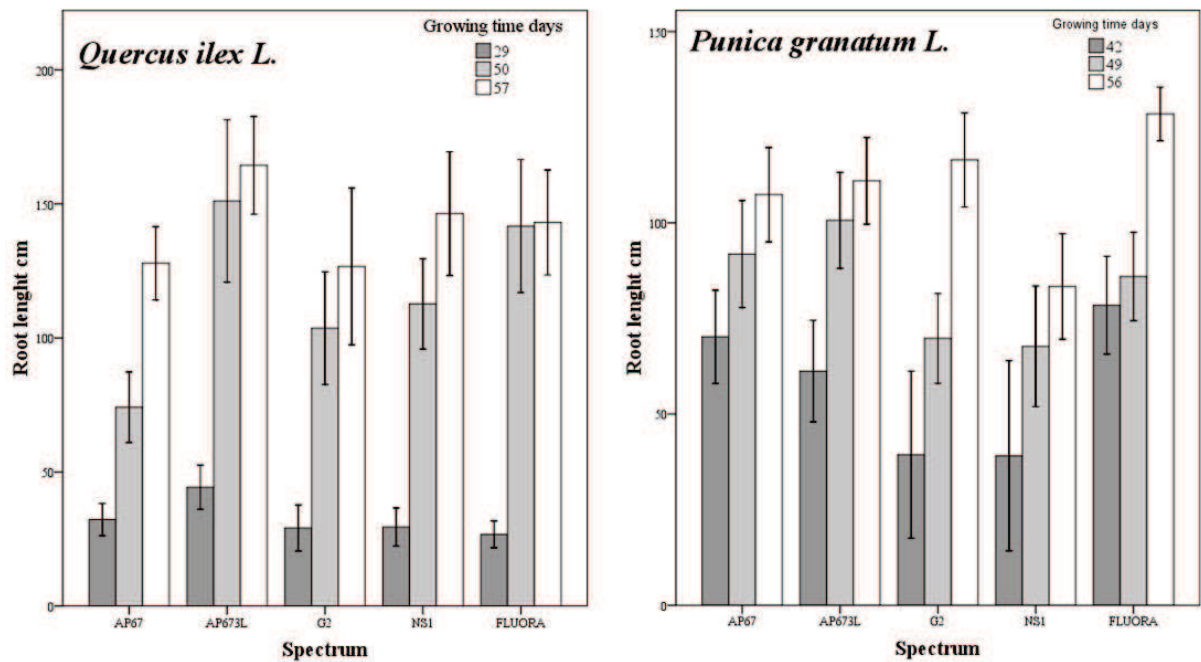 Quercus ilex L.
Growing time days
29
50
57
200
150
100
50
0
Root lenght cm
AP67 AP673L G2 NS1 FLUORA
Spectrum
Punica granatum L.
Growing time days
42
49
56
150
100
50
0
Root lenght cm
AP67 AP673L G2 NS1 FLUORA
Spectrum